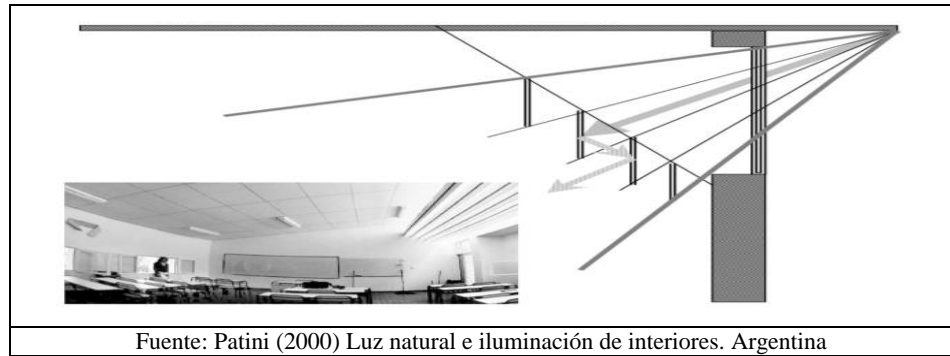 Fuente: Patini (2000) Luz natural e iluminación de interiores. Argentina